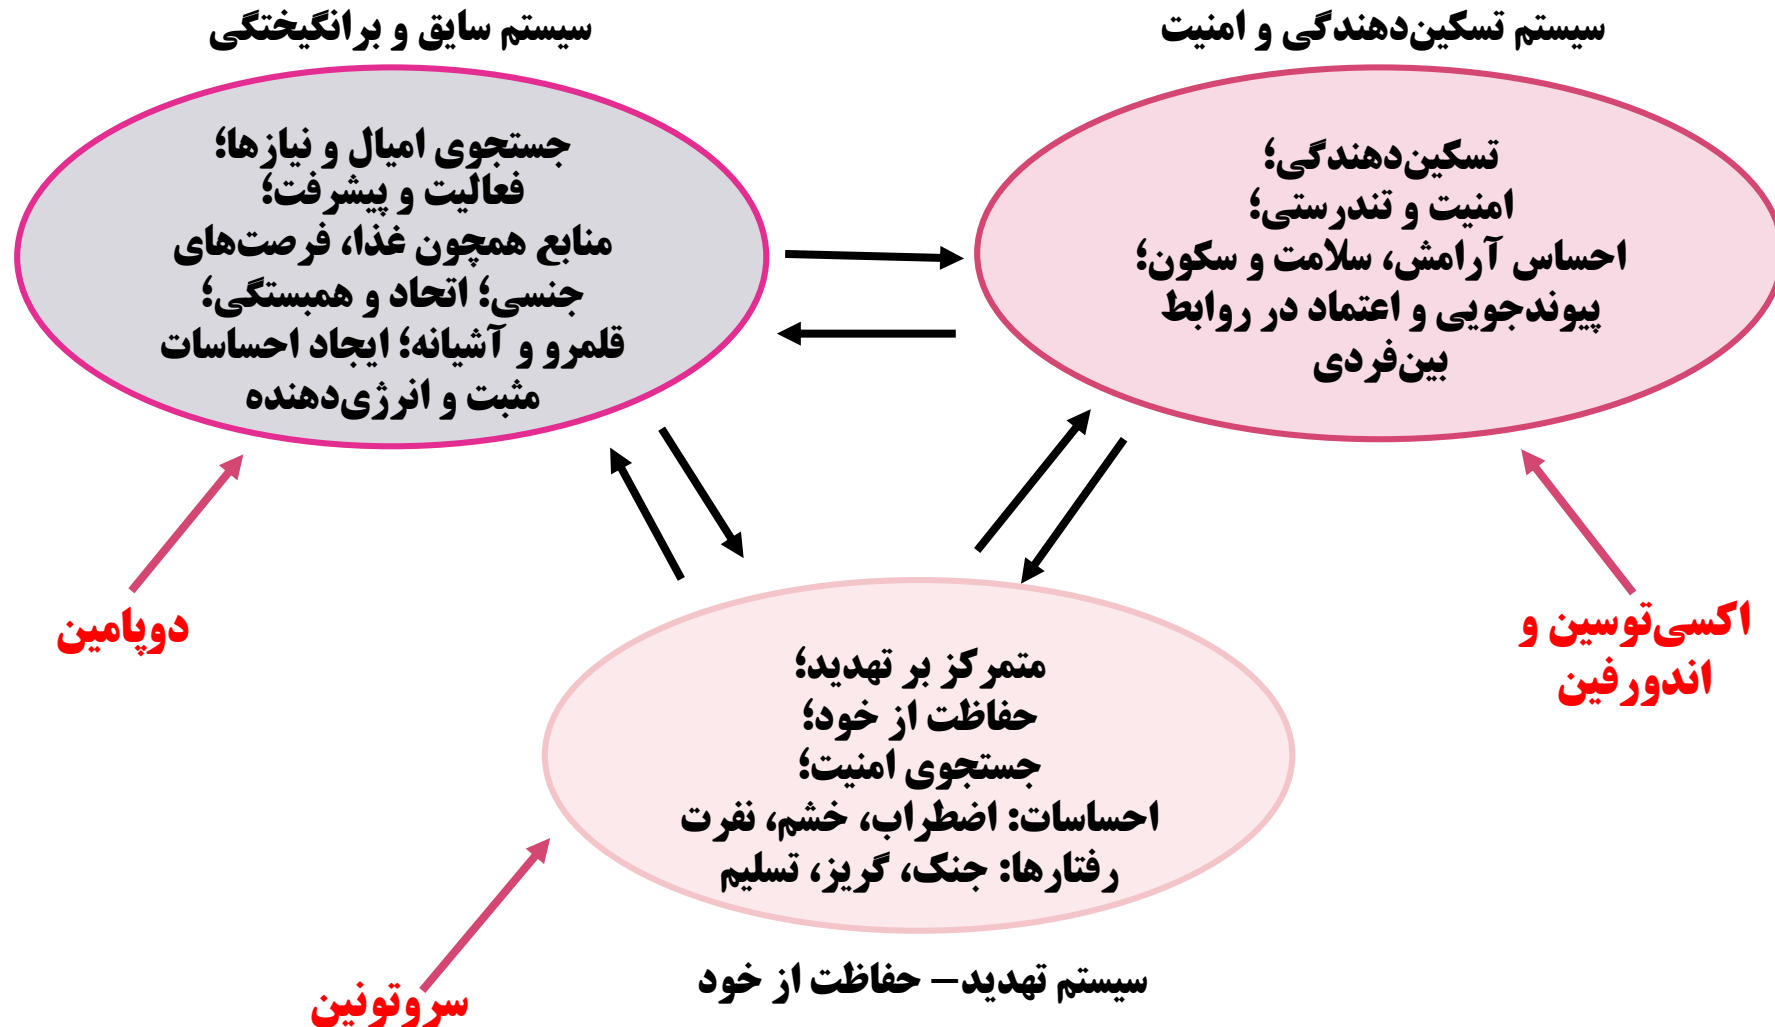 سیستم تسکین‌دهندگی و امنیت
تسکین‌دهندگی؛
امنیت و تندرستی؛
احساس آرامش، سلامت و سکون؛
پیوندجویی و اعتماد در روابط
بین‌فردی
سیستم سایق و برانگیختگی
جستجوی امیال و نیازها؛
فعالیت و پیشرفت؛
منابع همچون غذا، فرصت‌های
جنسی؛ اتحاد و همبستگی؛
قلمرو و آشیانه؛ ایجاد احساسات
مثبت و انرژی‌دهنده
اکسی‌توسین و
اندورفین
دوپامین
متمرکز بر تهدید؛
حفاظت از خود؛
جستجوی امنیت؛
احساسات: اضطراب، خشم، نفرت
رفتارها: جنگ، گریز، تسلیم
سیستم تهدید– حفاظت از خود
سروتونین